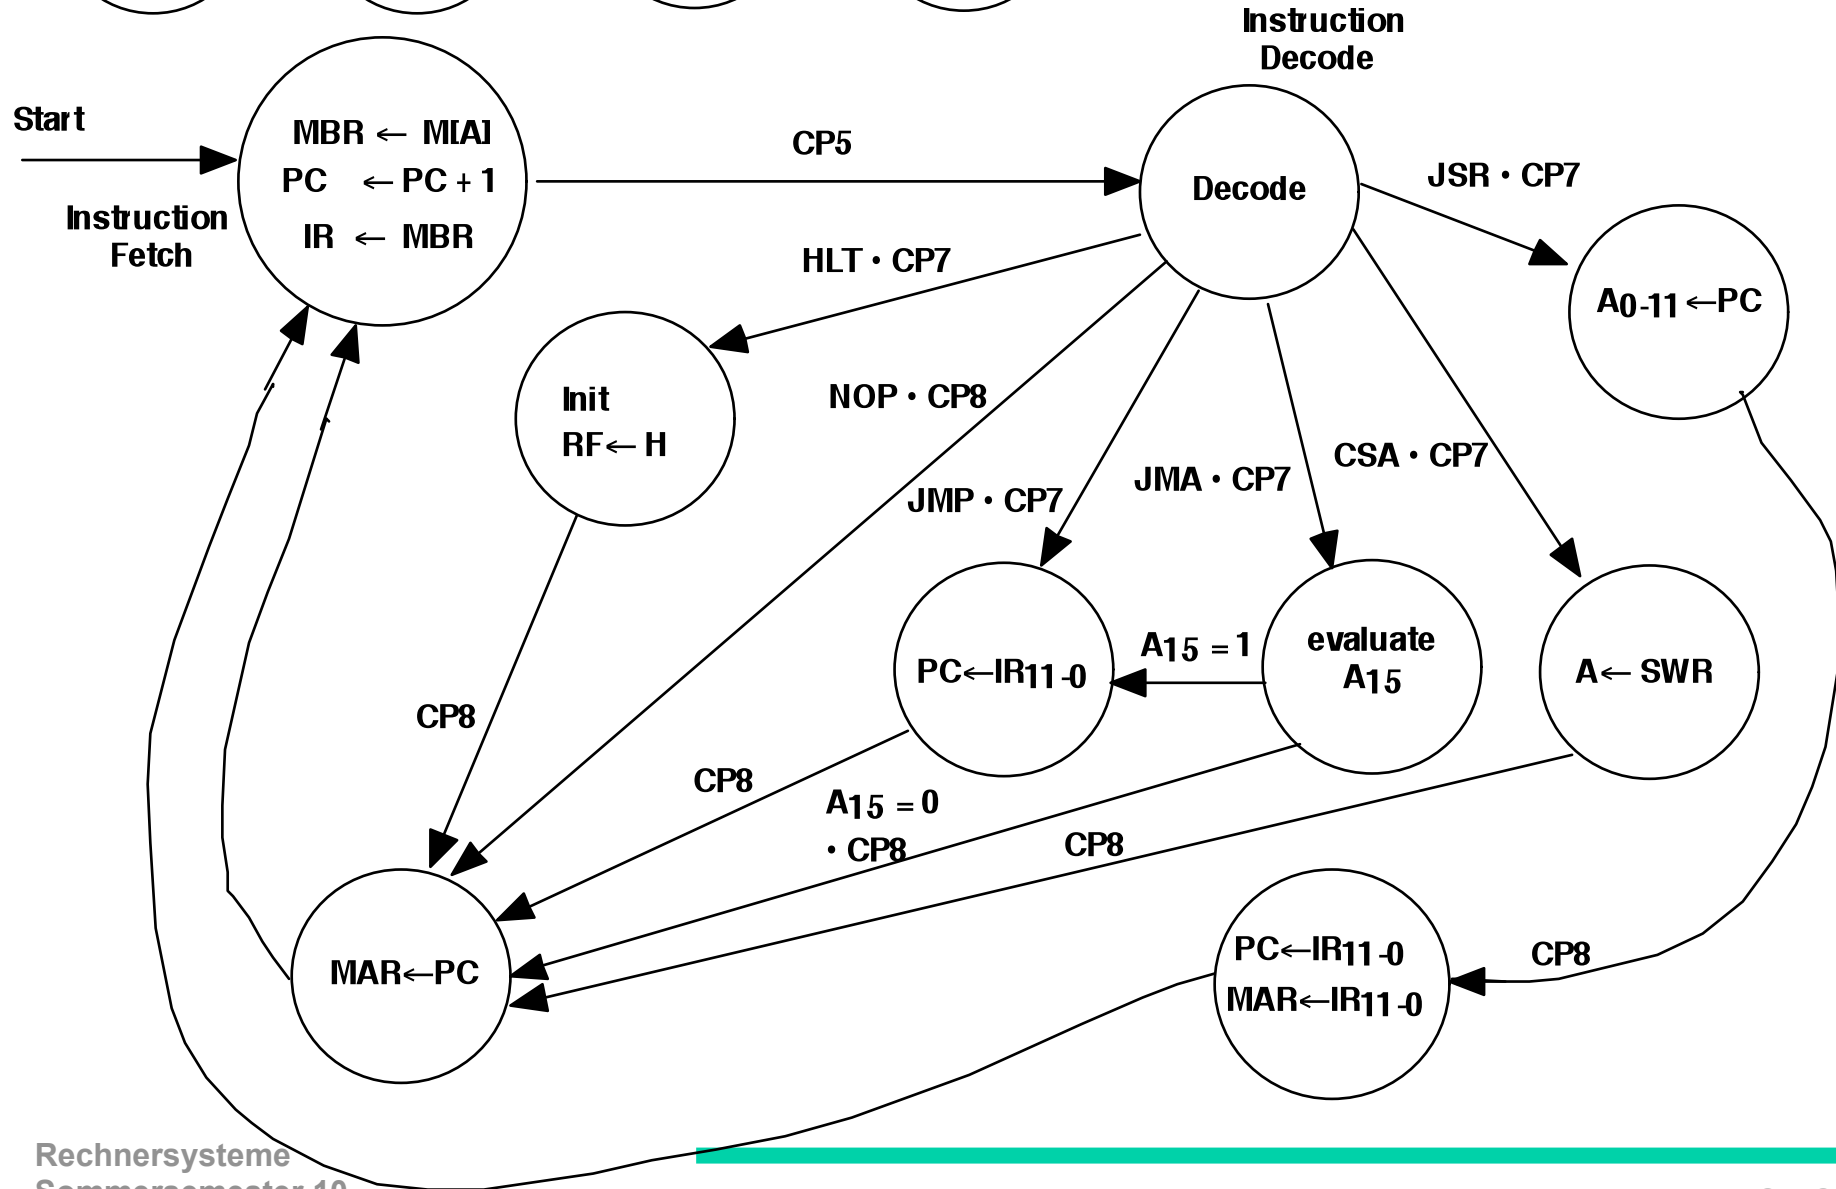 Instruction
Decode
Start
MBR ← M[A]
PC ← PC + 1
IR ← MBR
Instruction
Fetch
CP5
Decode
JSR • CP7
HLT • CP7
A0-11←PC
Init
RF← H
NOP • CP8
JMP • CP7
JMA • CP7
CSA • CP7
PC←IR11-0
A15 = 1
evaluate
A15
A← SWR
CP8
CP8
A15 = 0
• CP8
CP8
MAR←PC
PC←IR11-0
MAR←IR11-0
CP8
Rechnersysteme
Sommersemester 10